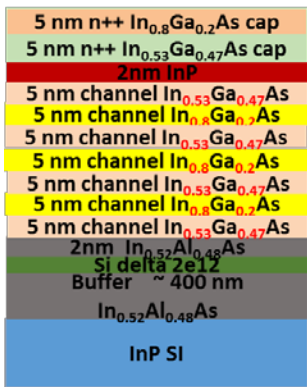 5 nm n++ In0.8Ga0.2As cap
5 nm n++ In0.53Ga0.47As cap
2nm InP
5 nm channel In0.53Ga0.47As
5 nm channel In0.8Ga0.2As
5 nm channel In0.53Ga0.47As
5 nm channel In0.8Ga0.2As
5 nm channel In0.53Ga0.47As
5 nm channel In0.8Ga0.2As
5 nm channel In0.53Ga0.47As
2nm In0.52Al0.48As
Si delta 2e12
Buffer ~ 400 nm
In0.52Al0.48As
InP SI